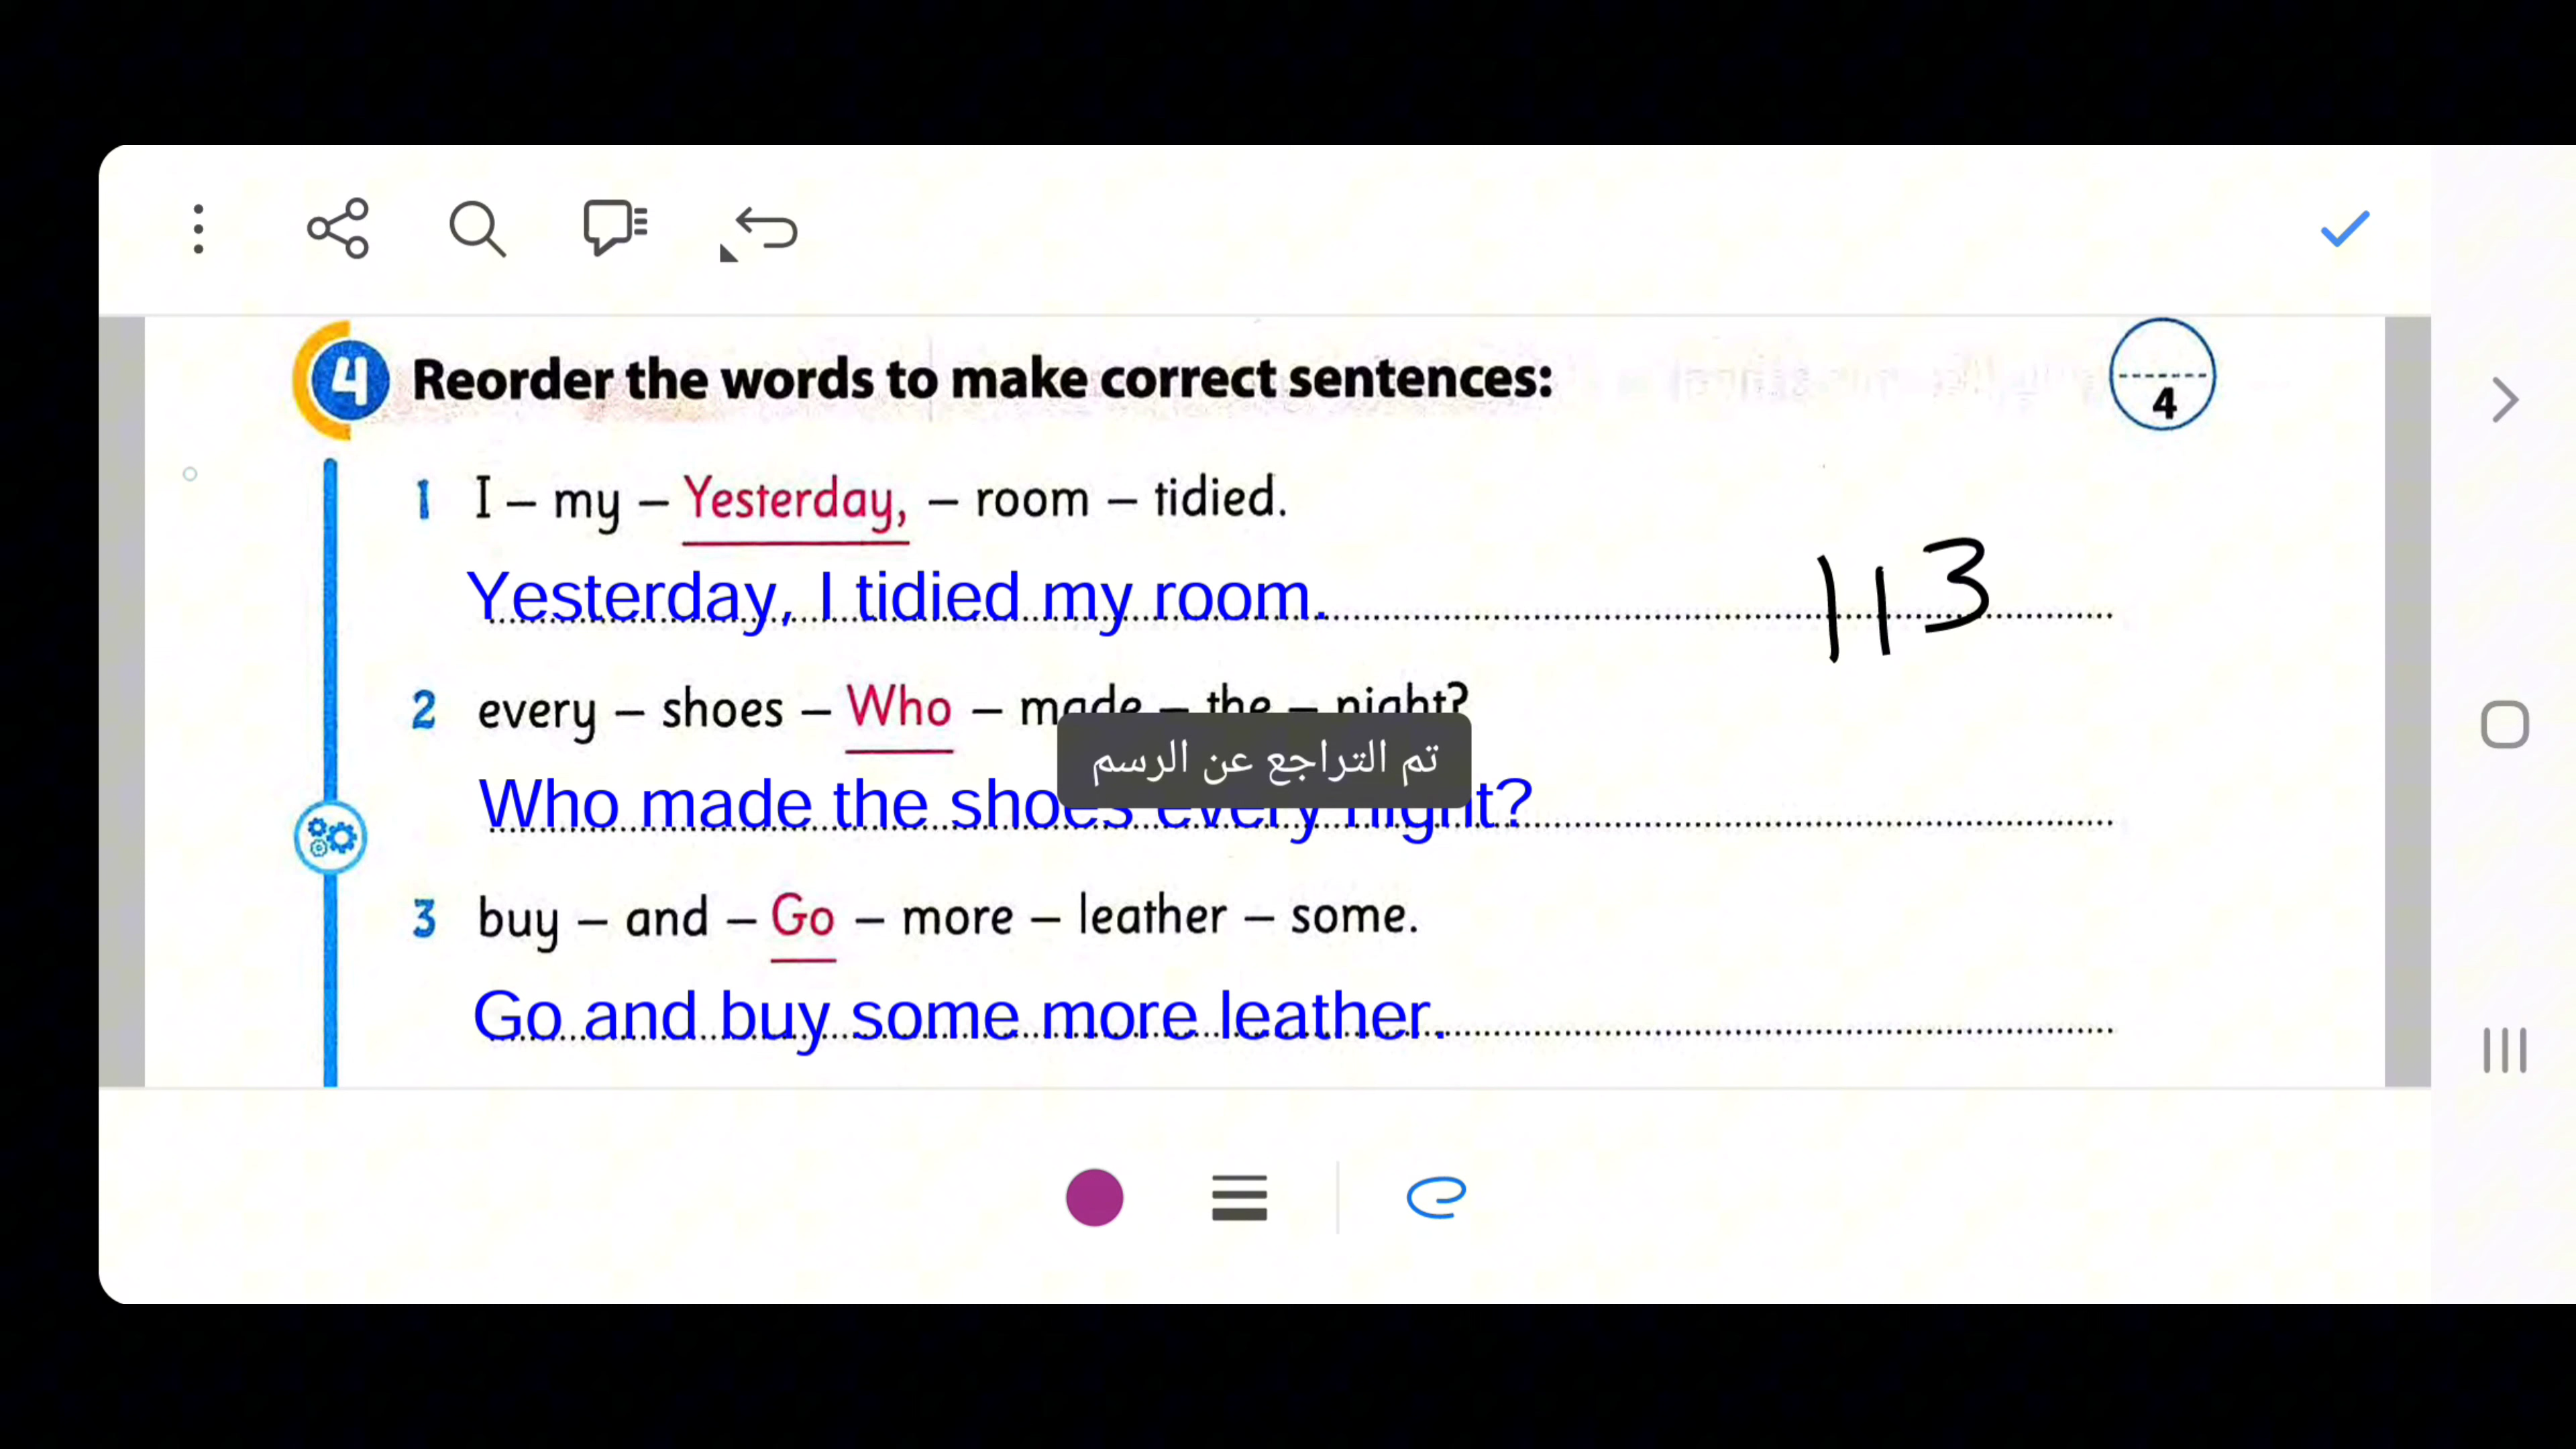 4 Reorder the words to make correct sentences:
4
1 I – my – Yesterday, – room – tidied.
Yesterday, I tidied my room.
113
2 every – shoes – Who – made – the – night?
تم التراجع عن الرسم
Who made the shoes every night?
3 buy – and – Go – more – leather – some.
Go and buy some more leather.